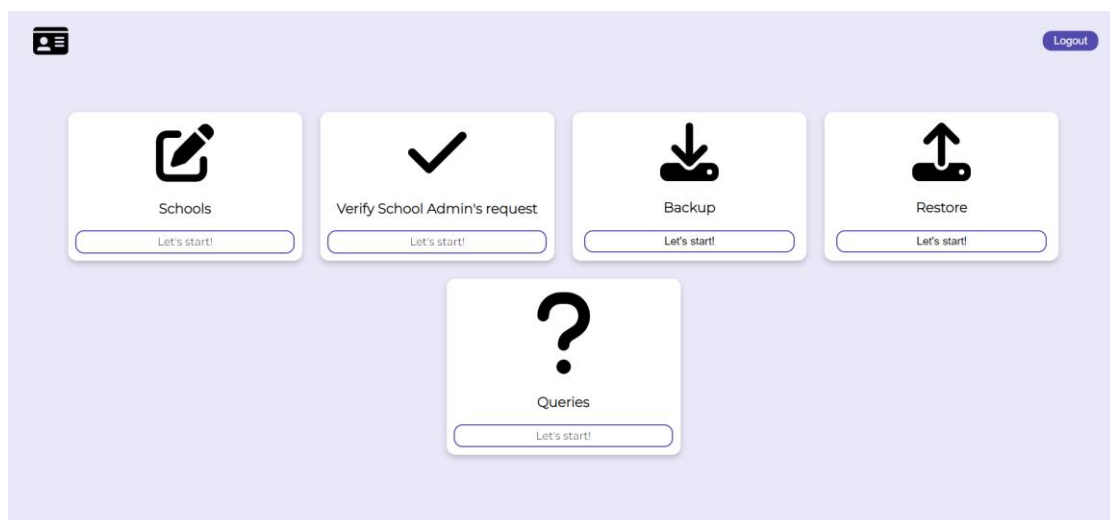 Logout
Schools
Let's start!
Verify School Admin's request
Let's start!
Backup
Let's start!
Restore
Let's start!
Queries
Let's start!